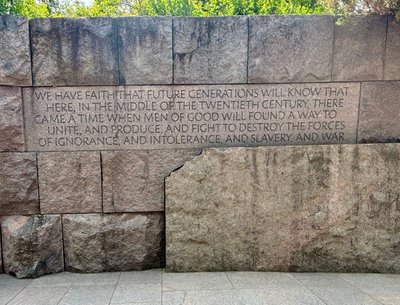 WE HAVE FAITH THAT FUTURE GENERATIONS WILL KNOW THAT
HERE, IN THE MIDDLE OF THE TWENTIETH CENTURY, THERE
CAME A TIME WHEN MEN OF GOOD WILL FOUND A WAY TO
UNITE, AND PRODUCE, AND FIGHT TO DESTROY THE FORCES
OF IGNORANCE, AND INTOLERANCE, AND SLAVERY, AND WAR.